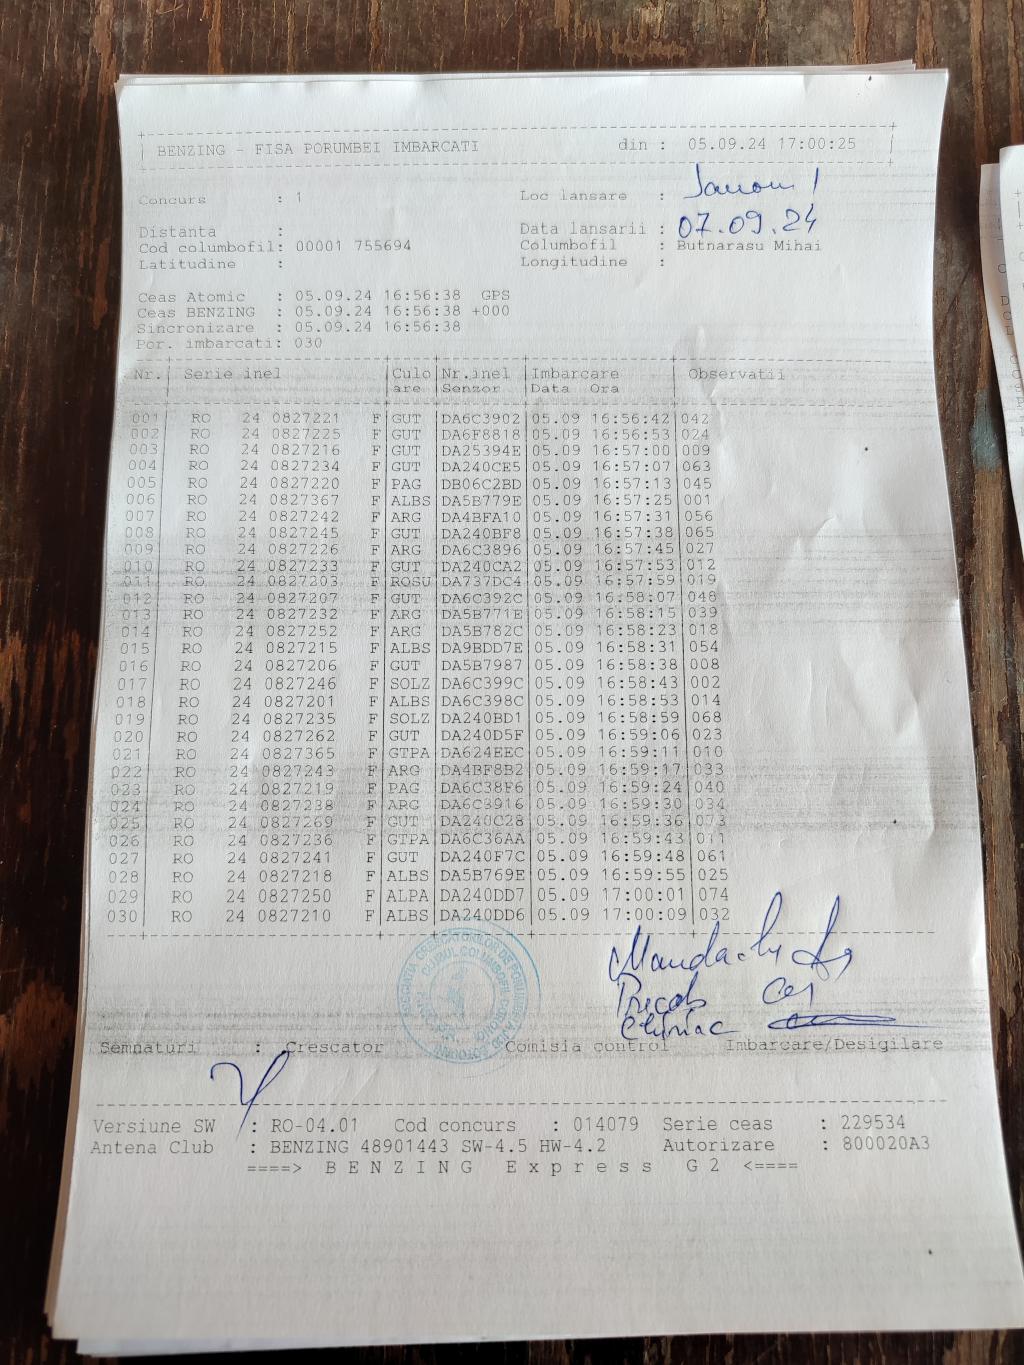 BENZING - FISA PORUMBEI IMBARCATI din : 05.09.24 17:00:25
Concurs : 1 Loc lansare :
Distanta : Data lansarii : 07.09.24
Cod columbofil: 00001 755694 Columbofil : Butnarasu Mihai
Latitudine : Longitudine :
Ceas Atomic : 05.09.24 16:56:38 GPS
Ceas BENZING : 05.09.24 16:56:38 +000
Sincronizare : 05.09.24 16:56:38
Por. imbarcati: 030
Nr. Serie inel Culo Nr.inel Imbarcare Observatii
are Senzor Data Ora
001 RO 24 0827221 F GUT DA6C3902 05.09 16:56:42 042
002 RO 24 0827225 F GUT DA6F8818 05.09 16:56:53 024
003 RO 24 0827216 F GUT DA25394E 05.09 16:57:00 009
004 RO 24 0827234 F GUT DA240CE5 05.09 16:57:07 063
005 RO 24 0827220 F PAG DB06C2BD 05.09 16:57:13 045
006 RO 24 0827367 F ALBS DA5B779E 05.09 16:57:25 001
007 RO 24 0827242 F ARG DA4BFA10 05.09 16:57:31 056
008 RO 24 0827245 F GUT DA240BF8 05.09 16:57:38 065
009 RO 24 0827226 F ARG DA6C3896 05.09 16:57:45 027
010 RO 24 0827233 F GUT DA240CA2 05.09 16:57:53 012
011 RO 24 0827203 F ROSU DA737DC4 05.09 16:57:59 019
012 RO 24 0827207 F GUT DA6C392C 05.09 16:58:07 048
013 RO 24 0827232 F ARG DA5B771E 05.09 16:58:15 039
014 RO 24 0827252 F ARG DA5B782C 05.09 16:58:23 018
015 RO 24 0827215 F ALBS DA9BDD7E 05.09 16:58:31 054
016 RO 24 0827206 F GUT DA5B7987 05.09 16:58:38 008
017 RO 24 0827246 F SOLZ DA6C399C 05.09 16:58:43 002
018 RO 24 0827201 F ALBS DA6C398C 05.09 16:58:53 014
019 RO 24 0827235 F SOLZ DA240BD1 05.09 16:58:59 068
020 RO 24 0827262 F GUT DA240D5F 05.09 16:59:06 023
021 RO 24 0827365 F GTPA DA624EEC 05.09 16:59:11 010
022 RO 24 0827243 F ARG DA4BF8B2 05.09 16:59:17 033
023 RO 24 0827219 F PAG DA6C38F6 05.09 16:59:24 040
024 RO 24 0827238 F ARG DA6C3916 05.09 16:59:30 034
025 RO 24 0827269 F GUT DA240C28 05.09 16:59:36 073
026 RO 24 0827236 F GTPA DA6C36AA 05.09 16:59:43 011
027 RO 24 0827241 F GUT DA240F7C 05.09 16:59:48 061
028 RO 24 0827218 F ALBS DA5B769E 05.09 16:59:55 025
029 RO 24 0827250 F ALPA DA240DD7 05.09 17:00:01 074
030 RO 24 0827210 F ALBS DA240DD6 05.09 17:00:09 032
Semnaturi : Crescator Comisia control Imbarcare/Desigilare
Versiune SW : RO-04.01 Cod concurs : 014079 Serie ceas : 229534
Antena Club : BENZING 48901443 SW-4.5 HW-4.2 Autorizare : 800020A3
====> BENZING Express G2 <====